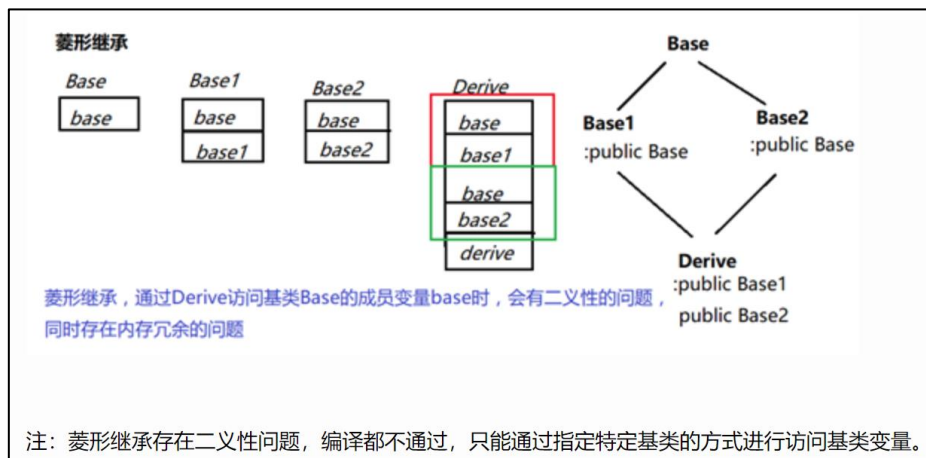 菱形继承
Base
base
Base1
base
base1
Base2
base
base2
Derive
base
base1
base
base2
derive
Base
Base1
:public Base
Base2
:public Base
Derive
:public Base1
public Base2
菱形继承，通过Derive访问基类Base的成员变量base时，会有二义性的问题，
同时存在内存冗余的问题
注：菱形继承存在二义性问题，编译都不通过，只能通过指定特定基类的方式进行访问基类变量。